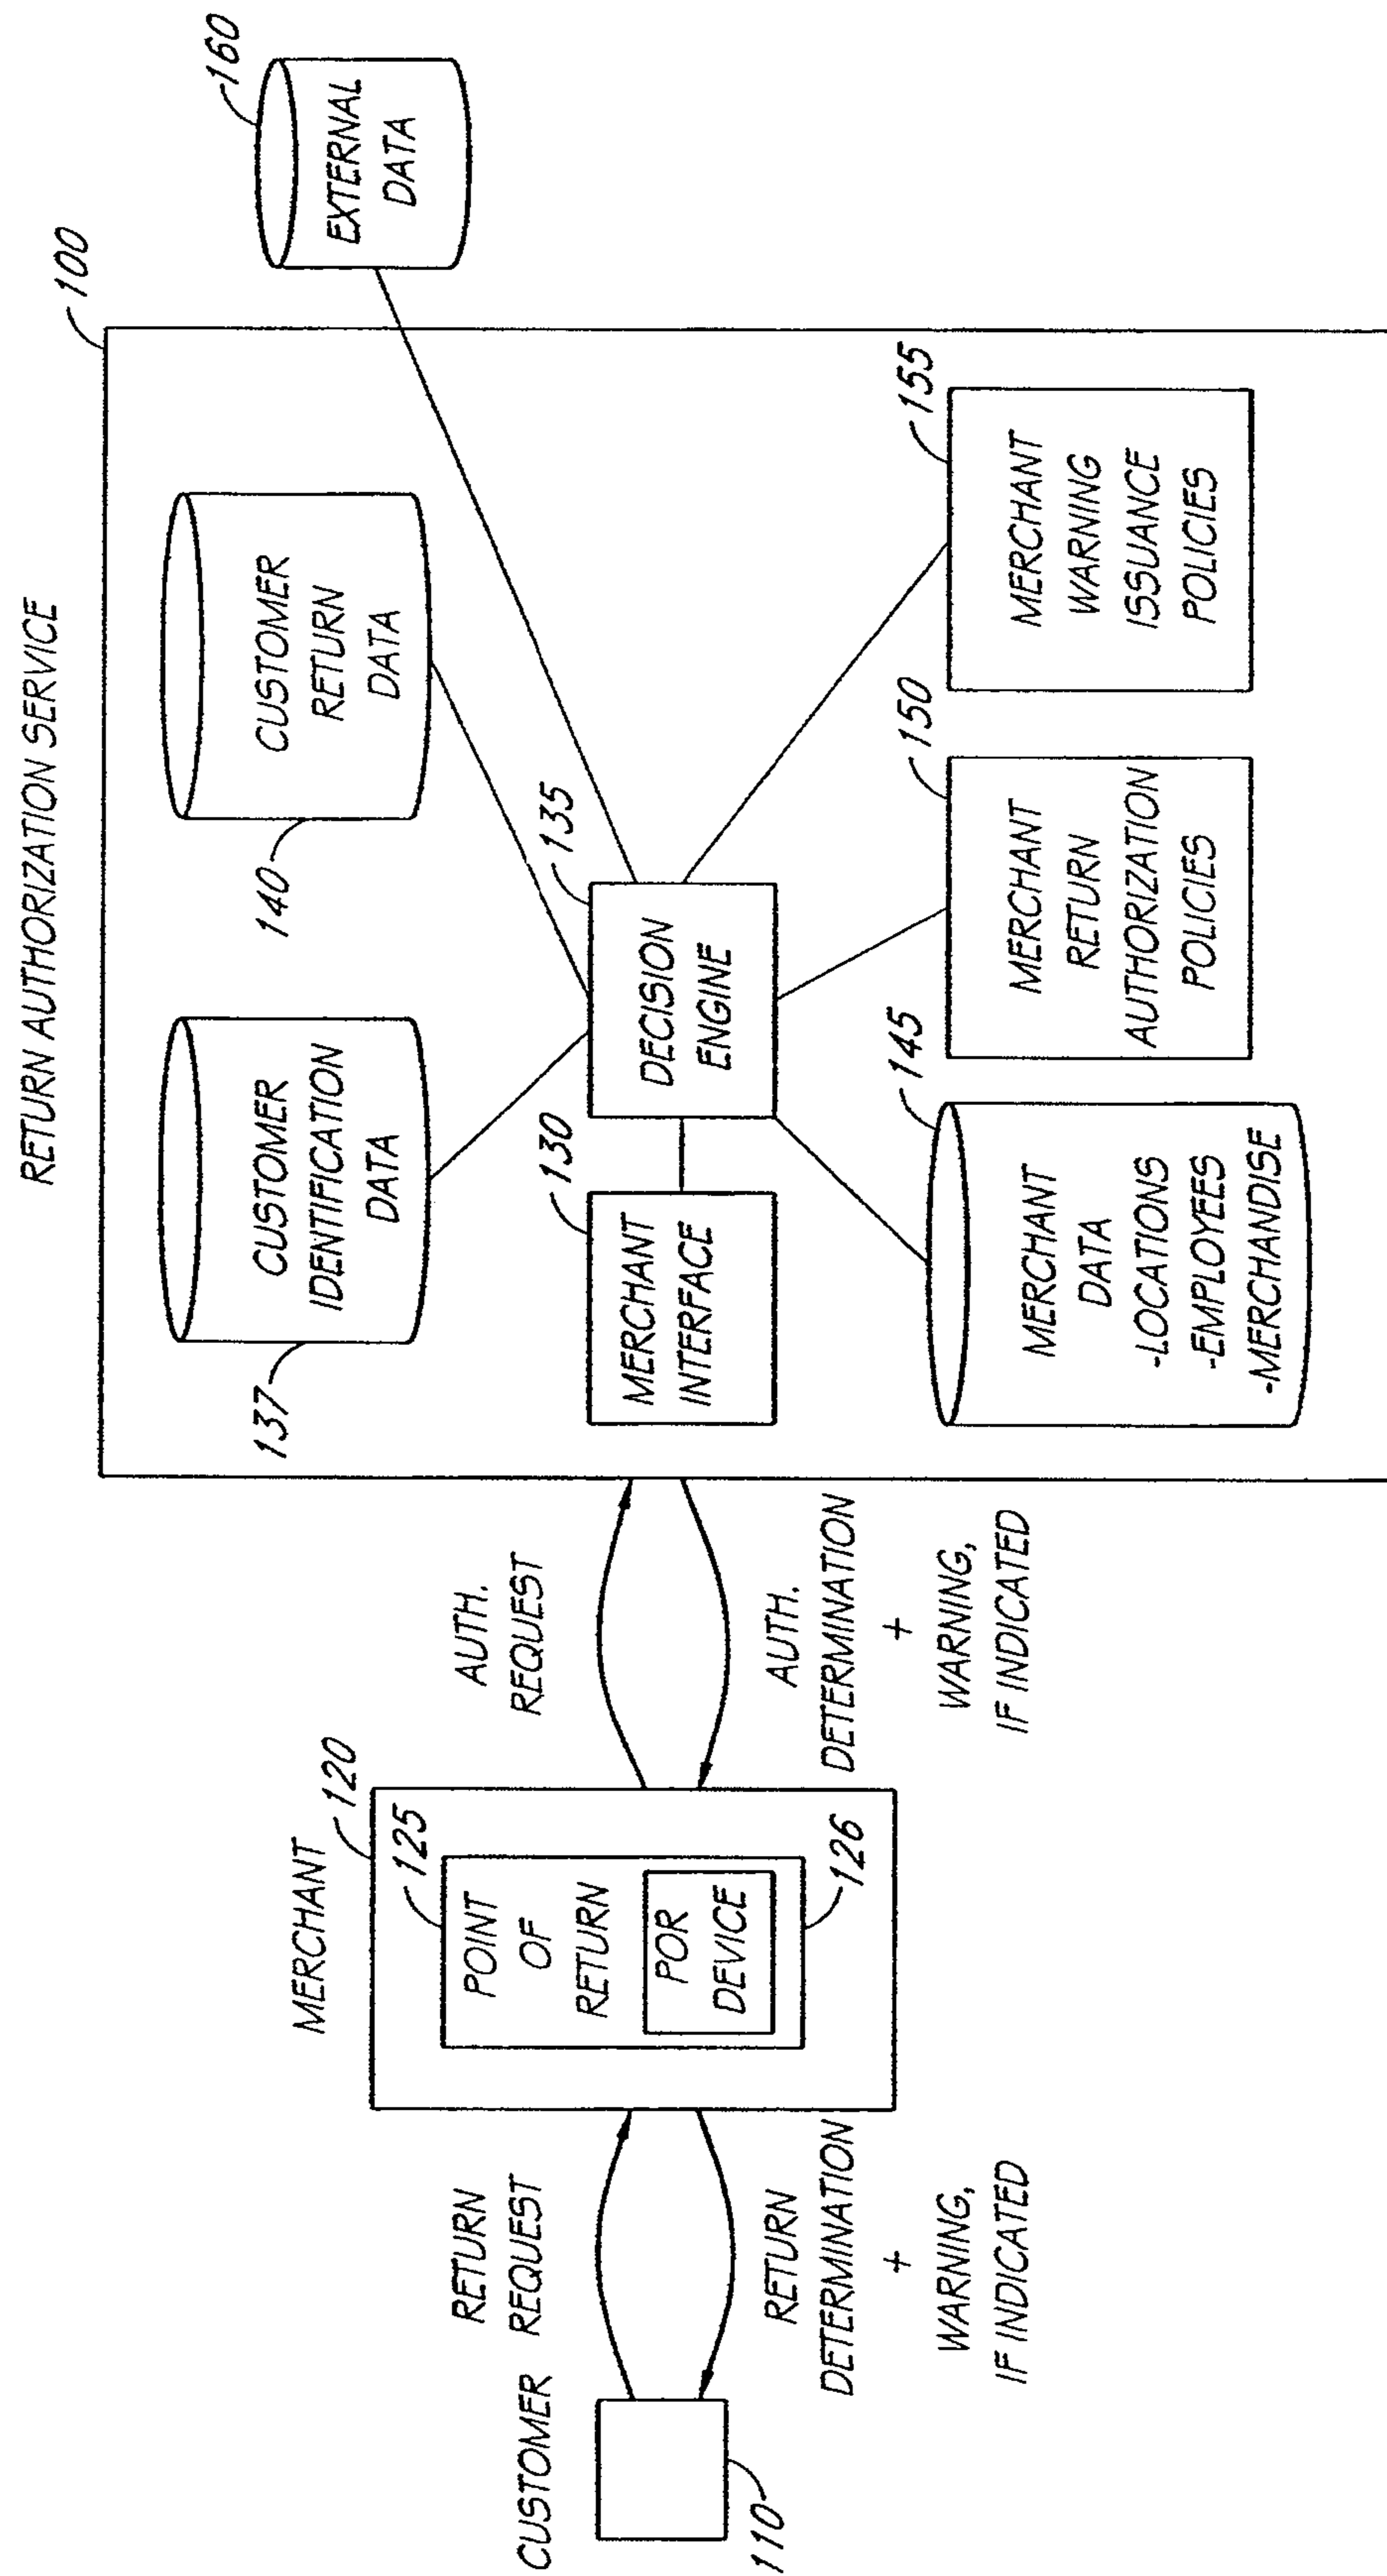 RETURN AUTHORIZATION SERVICE
100
160
EXTERNAL
DATA
137
CUSTOMER
IDENTIFICATION
DATA
140
CUSTOMER
RETURN
DATA
130
MERCHANT
INTERFACE
135
DECISION
ENGINE
145
MERCHANT
DATA
-LOCATIONS
-EMPLOYEES
-MERCHANDISE
150
MERCHANT
RETURN
AUTHORIZATION
POLICIES
155
MERCHANT
WARNING
ISSUANCE
POLICIES
AUTH.
REQUEST
AUTH.
DETERMINATION
+
WARNING,
IF INDICATED
MERCHANT
120
125
POINT
OF
RETURN
POR
DEVICE
126
RETURN
REQUEST
RETURN
DETERMINATION
+
WARNING,
IF INDICATED
CUSTOMER
110